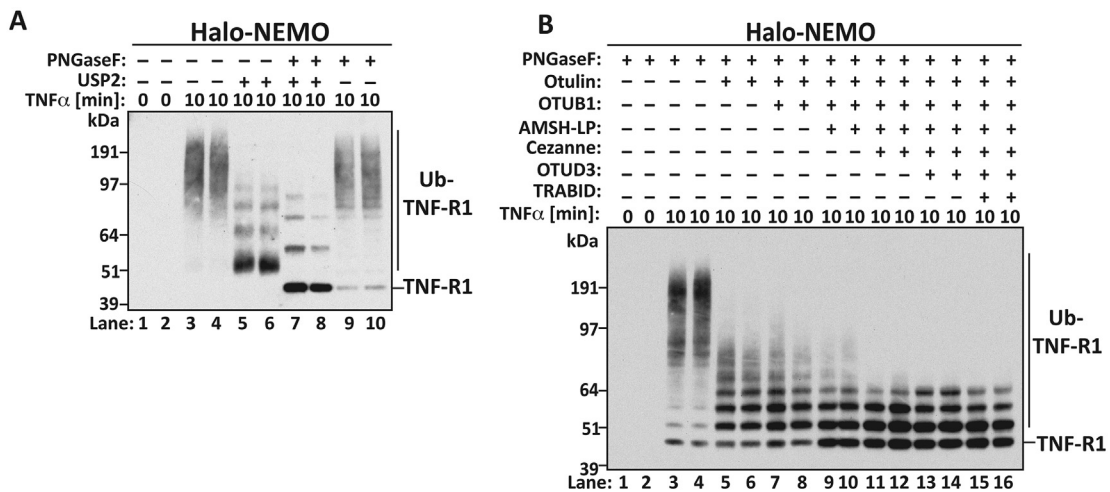 A
Halo-NEMO
PNGaseF: – – – – – – + + + +
USP2: – – – – + + + + – –
TNFα [min]: 0 0 10 10 10 10 10 10 10 10
kDa
191
97
64
51
39
Ub-
TNF-R1
TNF-R1
Lane: 1 2 3 4 5 6 7 8 9 10
B
Halo-NEMO
PNGaseF: + + + + + + + + + + + + + + + +
Otulin: – – – – + + + + + + + + + + + +
OTUB1: – – – – – – + + + + + + + + + +
AMSH-LP: – – – – – – – – + + + + + + + +
Cezanne: – – – – – – – – – – + + + + + +
OTUD3: – – – – – – – – – – – – + + + +
TRABID: – – – – – – – – – – – – – – + +
TNFα [min]: 0 0 10 10 10 10 10 10 10 10 10 10 10 10 10 10
kDa
191
97
64
51
39
Ub-
TNF-R1
TNF-R1
Lane: 1 2 3 4 5 6 7 8 9 10 11 12 13 14 15 16